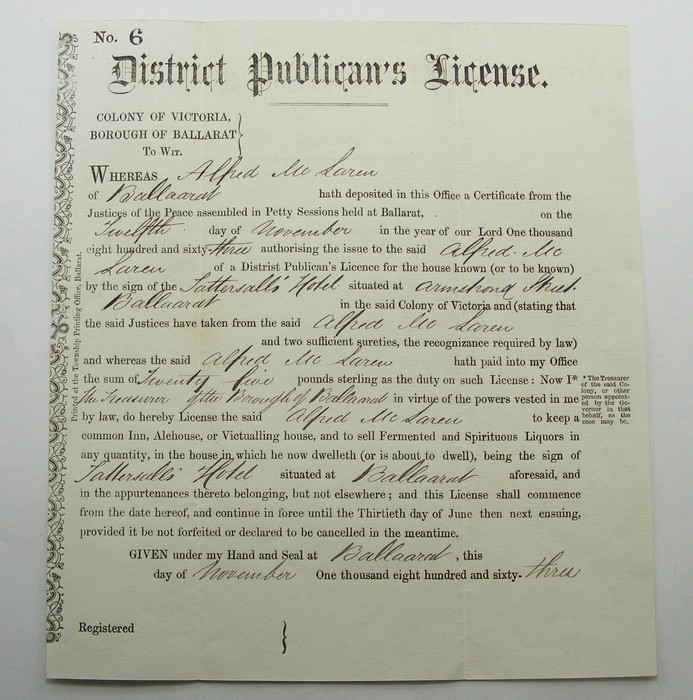 No. 6
District Publican's License.
COLONY OF VICTORIA,
BOROUGH OF BALLARAT
TO WIT.
WHEREAS Alfred Mc Laren
of Ballaarat hath deposited in this Office a Certificate from the
Justices of the Peace assembled in Petty Sessions held at Ballarat, on the
Twelfth day of November in the year of our Lord One thousand
eight hundred and sixty-three authorising the issue to the said Alfred Mc
Laren of a Distrist Publican's Licence for the house known (or to be known)
by the sign of the Tattersall's Hotel situated at Armstrong Street
Ballaarat in the said Colony of Victoria and (stating that
the said Justices have taken from the said Alfred Mc Laren
and two sufficient sureties, the recognizance required by law)
and whereas the said Alfred Mc Laren hath paid into my Office
the sum of Twenty five pounds sterling as the duty on such License : Now I*
the Treasurer of the Borough of Ballaarat in virtue of the powers vested in me
by law, do hereby License the said Alfred Mc Laren to keep a
common Inn, Alehouse, or Victualling house, and to sell Fermented and Spirituous Liquors in
any quantity, in the house in which he now dwelleth (or is about to dwell), being the sign of
Tattersall's Hotel situated at Ballaarat aforesaid, and
in the appurtenances thereto belonging, but not elsewhere ; and this License shall commence
from the date hereof, and continue in force until the Thirtieth day of June then next ensuing,
provided it be not forfeited or declared to be cancelled in the meantime.
GIVEN under my Hand and Seal at Ballaarat, this
day of November One thousand eight hundred and sixty-three
Registered
* The Treasurer
of the said Co-
lony, or other
person appoint-
ed by the Go-
vernor in that
behalf, as the
case may be.
Printed at the Township Printing Office, Ballarat.